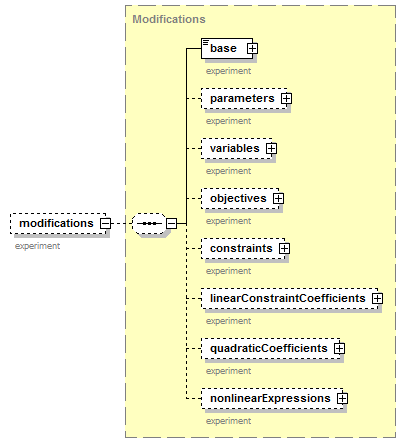 Modifications
base
experiment
parameters
experiment
variables
experiment
objectives
experiment
modifications
experiment
constraints
experiment
linearConstraintCoefficients
experiment
quadraticCoefficients
experiment
nonlinearExpressions
experiment